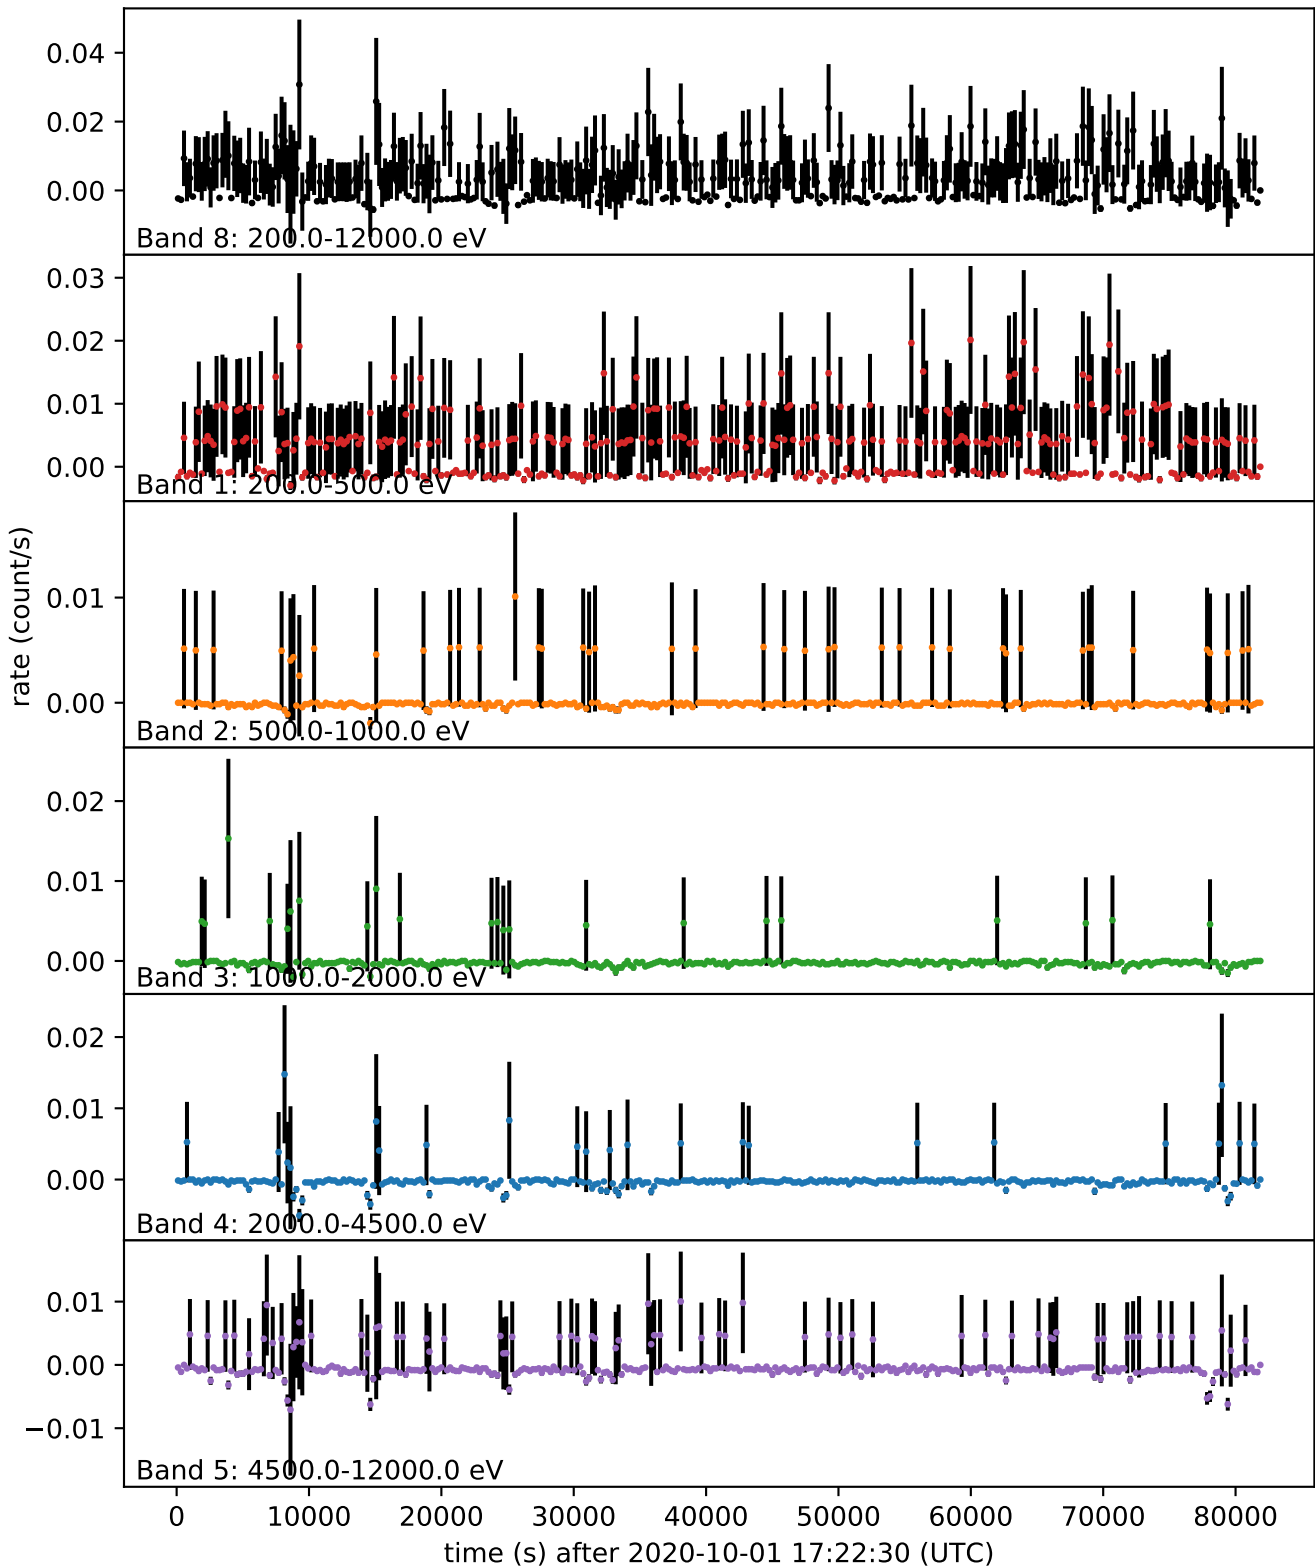 0.04
0.02
0.00
Band 8: 200.0-12000.0 eV
0.03
0.02
0.01
0.00
Band 1: 200.0-500.0 eV
rate (count/s)
0.01
0.00
Band 2: 500.0-1000.0 eV
0.02
0.01
0.00
Band 3: 1000.0-2000.0 eV
0.02
0.01
0.00
Band 4: 2000.0-4500.0 eV
0.01
0.00
−0.01
Band 5: 4500.0-12000.0 eV
0 10000 20000 30000 40000 50000 60000 70000 80000
time (s) after 2020-10-01 17:22:30 (UTC)